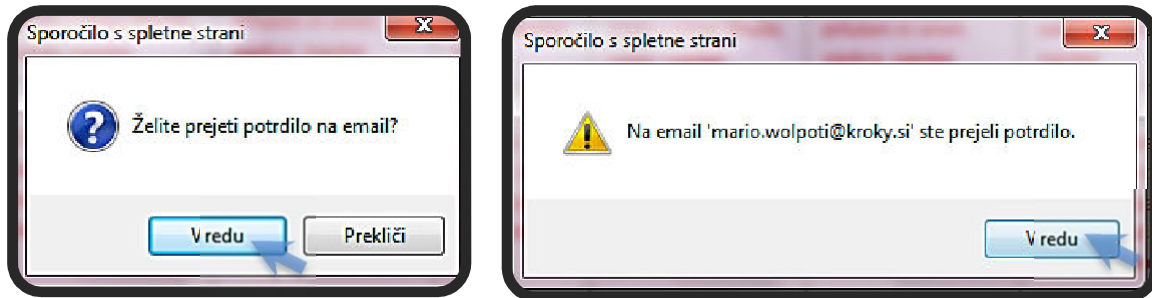 Sporočilo s spletne strani
Želite prejeti potrdilo na email?
V redu
Prekliči
Sporočilo s spletne strani
Na email 'mario.wolpoti@kroky.si' ste prejeli potrdilo.
V redu